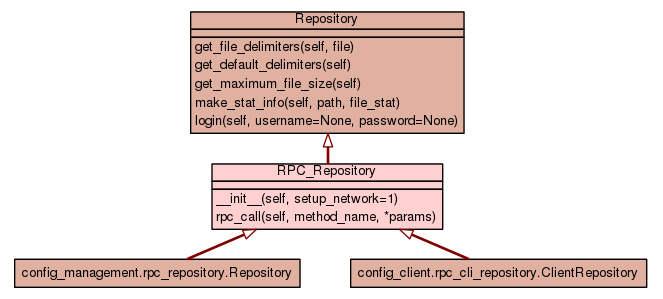 Repository
get_file_delimiters(self, file)
get_default_delimiters(self)
get_maximum_file_size(self)
make_stat_info(self, path, file_stat)
login(self, username=None, password=None)
RPC_Repository
__init__(self, setup_network=1)
rpc_call(self, method_name, *params)
config_management.rpc_repository.Repository
config_client.rpc_cli_repository.ClientRepository